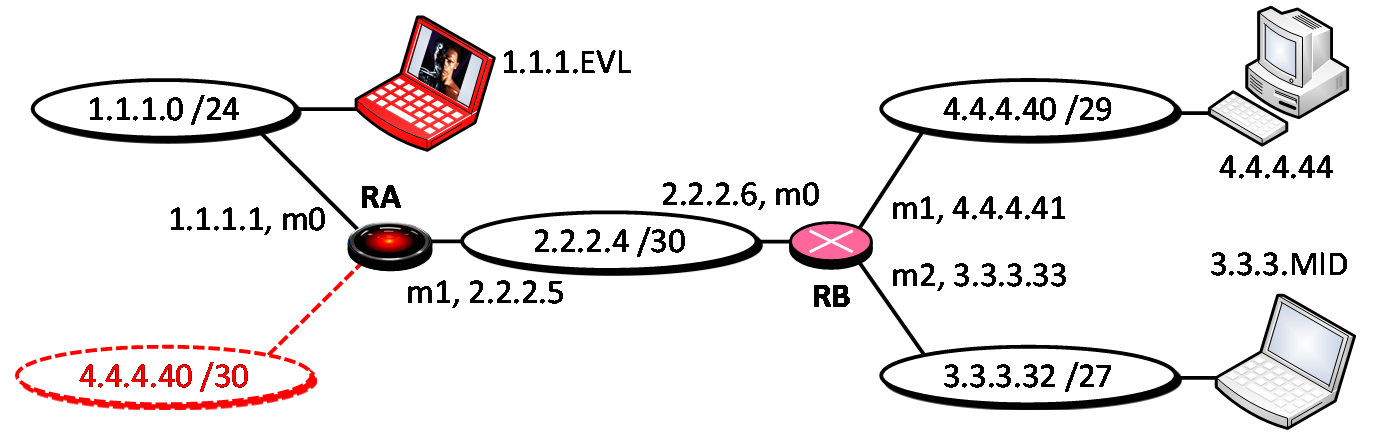 1.1.1.0 /24
1.1.1.EVL
4.4.4.40 /29
4.4.4.44
RA
1.1.1.1, m0
2.2.2.6, m0
m1, 4.4.4.41
2.2.2.4 /30
m1, 2.2.2.5
RB
m2, 3.3.3.33
3.3.3.MID
4.4.4.40 /30
3.3.3.32 /27